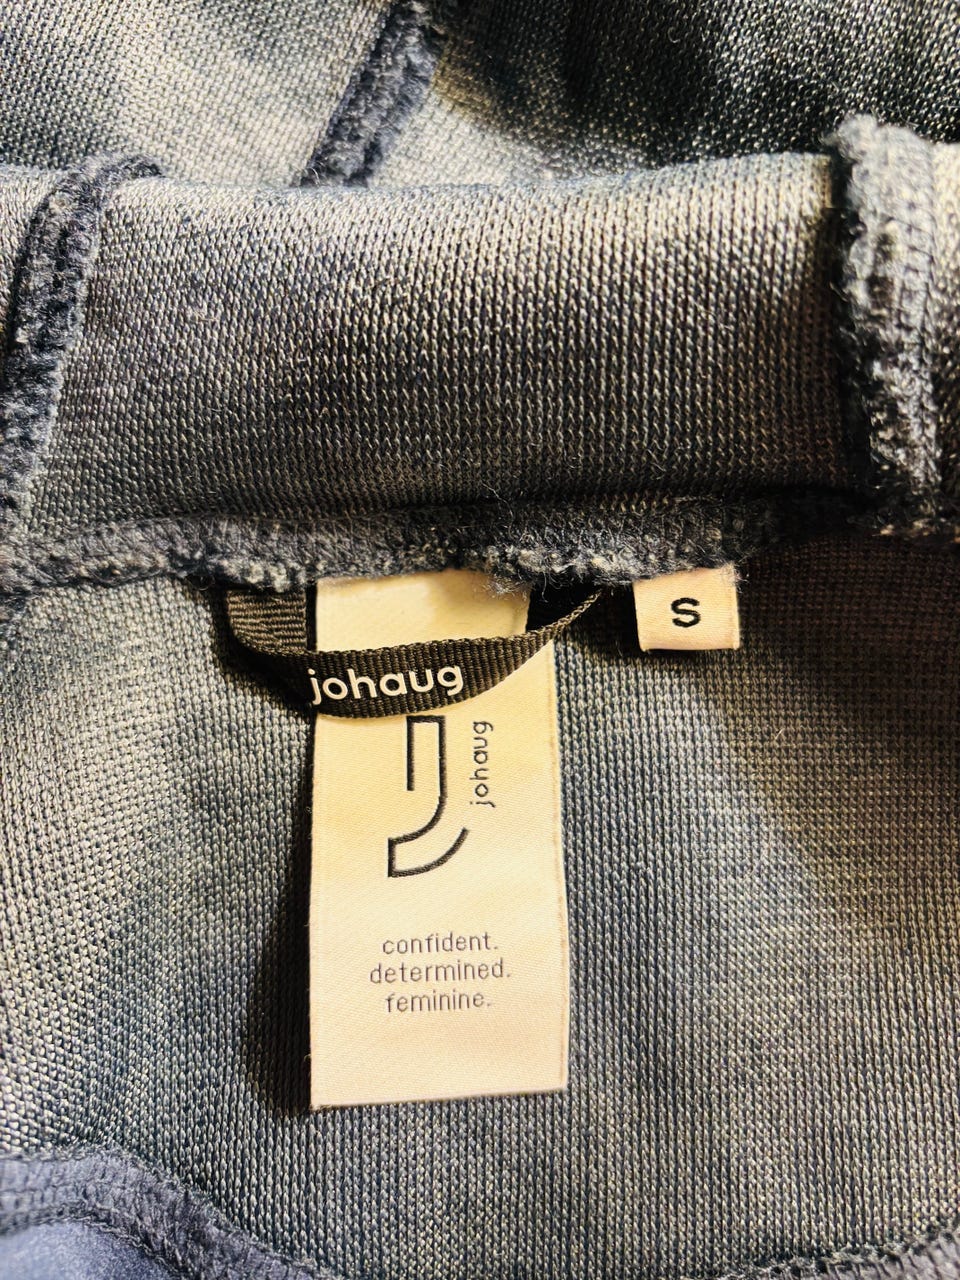 S
johaug
J
johaug
confident.
determined.
feminine.